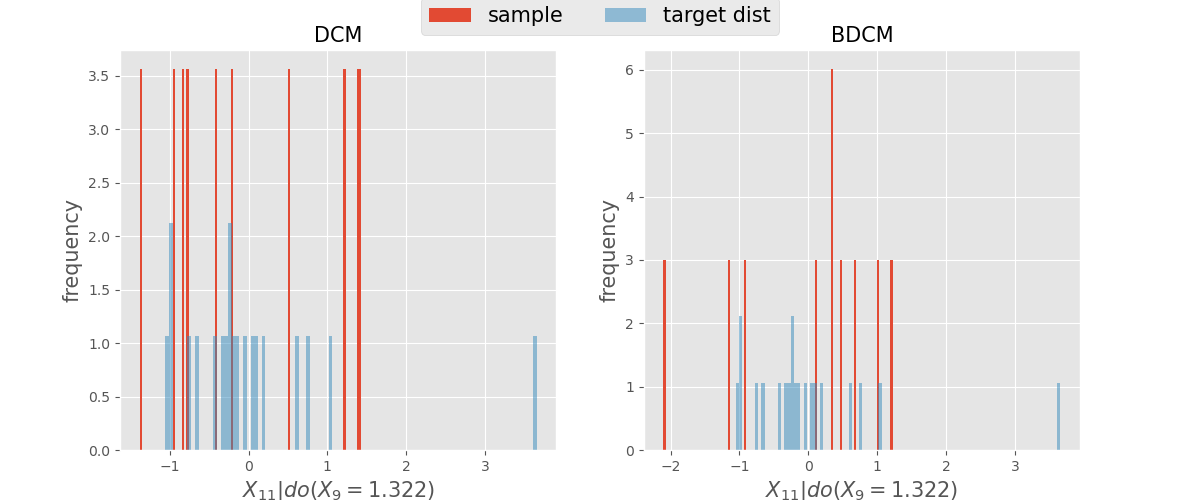 sample target dist
DCM
3.5
3.0
2.5
2.0
1.5
1.0
0.5
0.0
frequency
−1 0 1 2 3
X₁₁|do(X₉ = 1.322)
BDCM
6
5
4
3
2
1
0
frequency
−2 −1 0 1 2 3
X₁₁|do(X₉ = 1.322)